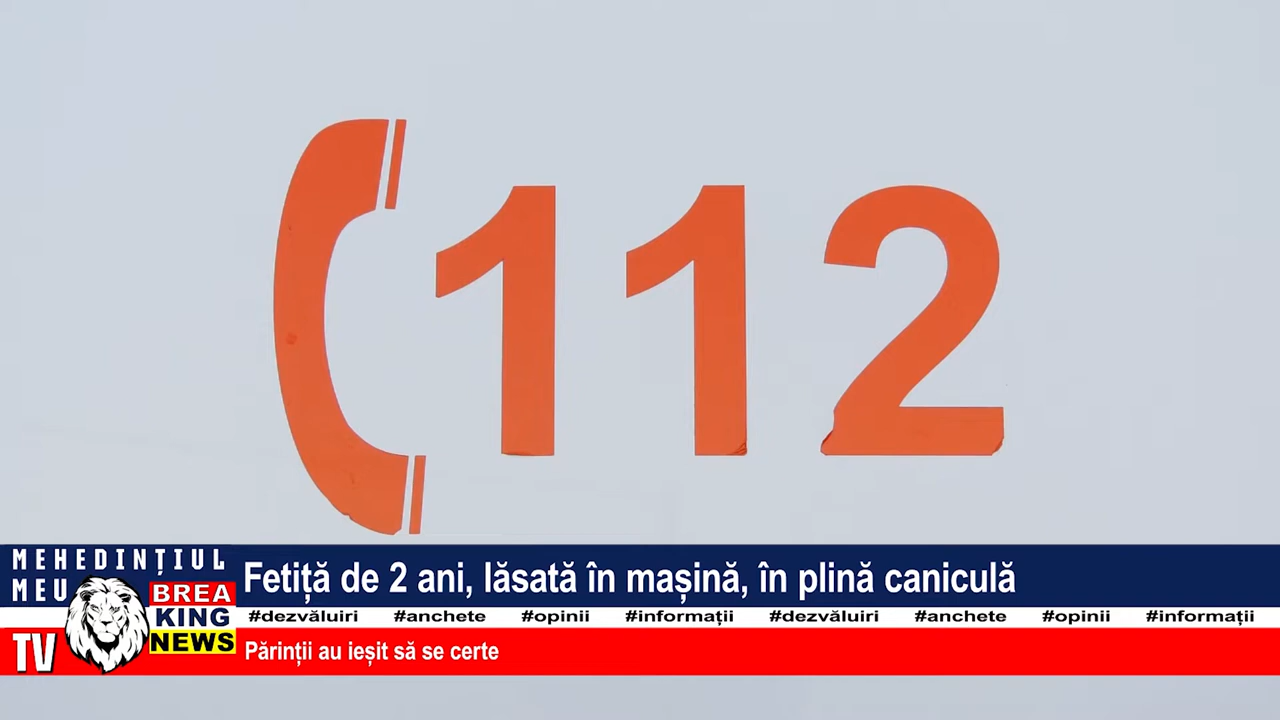 112
MEHEDINȚIUL
MEU
TV
BREA
KING
NEWS
Fetiță de 2 ani, lăsată în mașină, în plină caniculă
#dezvăluiri #anchete #opinii #informații #dezvăluiri #anchete #opinii #informații
Părinții au ieșit să se certe